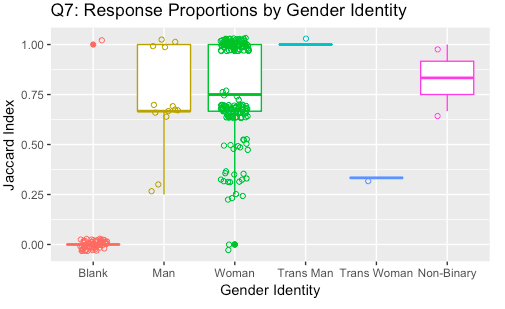 Q7: Response Proportions by Gender Identity
Jaccard Index
1.00
0.75
0.50
0.25
0.00
Blank Man Woman Trans Man Trans Woman Non-Binary
Gender Identity